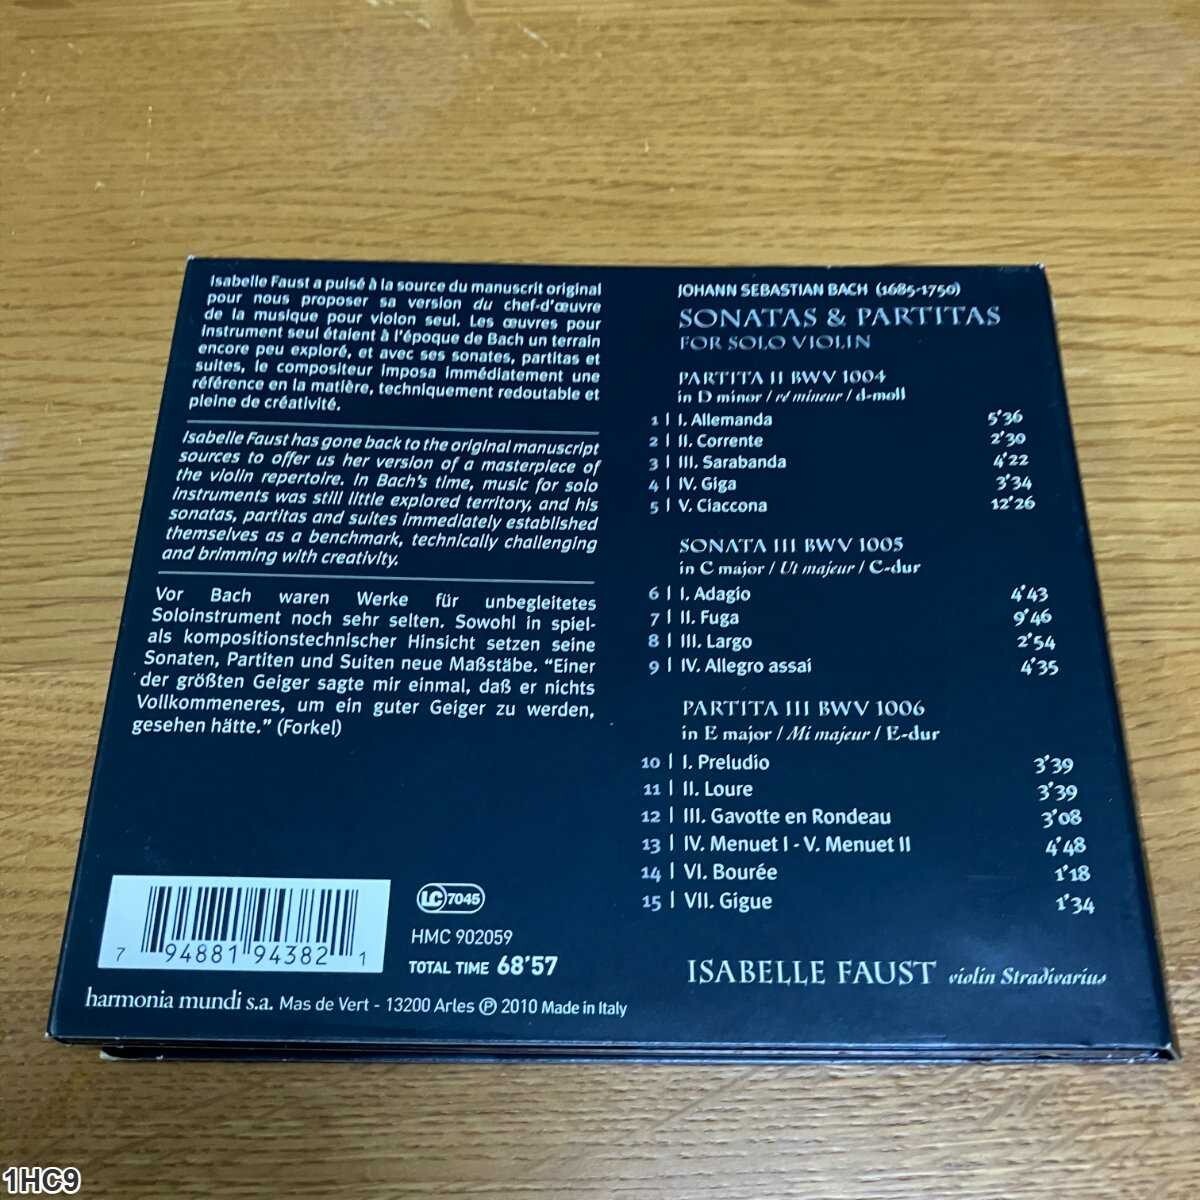 Isabelle Faust a puisé à la source du manuscrit original
pour nous proposer sa version du chef-d'œuvre
de la musique pour violon seul. Les œuvres pour
instrument seul étaient à l'époque de Bach un terrain
encore peu exploré, et avec ses sonates, partitas et
suites, le compositeur imposa immédiatement une
référence en la matière, techniquement redoutable et
pleine de créativité.
Isabelle Faust has gone back to the original manuscript
sources to offer us her version of a masterpiece of
the violin repertoire. In Bach's time, music for solo
instruments was still little explored territory, and his
sonatas, partitas and suites immediately established
themselves as a benchmark, technically challenging
and brimming with creativity.
Vor Bach waren Werke für unbegleitetes
Soloinstrument noch sehr selten. Sowohl in spiel-
als kompositionstechnischer Hinsicht setzen seine
Sonaten, Partiten und Suiten neue Maßstäbe. "Einer
der größten Geiger sagte mir einmal, daß er nichts
Vollkommeneres, um ein guter Geiger zu werden,
gesehen hätte." (Forkel)
7 94881 94382 1
LC 7045
HMC 902059
TOTAL TIME 68'57
harmonia mundi s.a. Mas de Vert - 13200 Arles Ⓟ 2010 Made in Italy
JOHANN SEBASTIAN BACH (1685-1750)
SONATAS & PARTITAS
FOR SOLO VIOLIN
PARTITA II BWV 1004
in D minor / ré mineur / d-moll
1 | I. Allemanda 5'36
2 | II. Corrente 2'30
3 | III. Sarabanda 4'22
4 | IV. Giga 3'34
5 | V. Ciaccona 12'26
SONATA III BWV 1005
in C major / Ut majeur / C-dur
6 | I. Adagio 4'43
7 | II. Fuga 9'46
8 | III. Largo 2'54
9 | IV. Allegro assai 4'35
PARTITA III BWV 1006
in E major / Mi majeur / E-dur
10 | I. Preludio 3'39
11 | II. Loure 3'39
12 | III. Gavotte en Rondeau 3'08
13 | IV. Menuet I - V. Menuet II 4'48
14 | VI. Bourée 1'18
15 | VII. Gigue 1'34
ISABELLE FAUST violin Stradivarius
1HC9